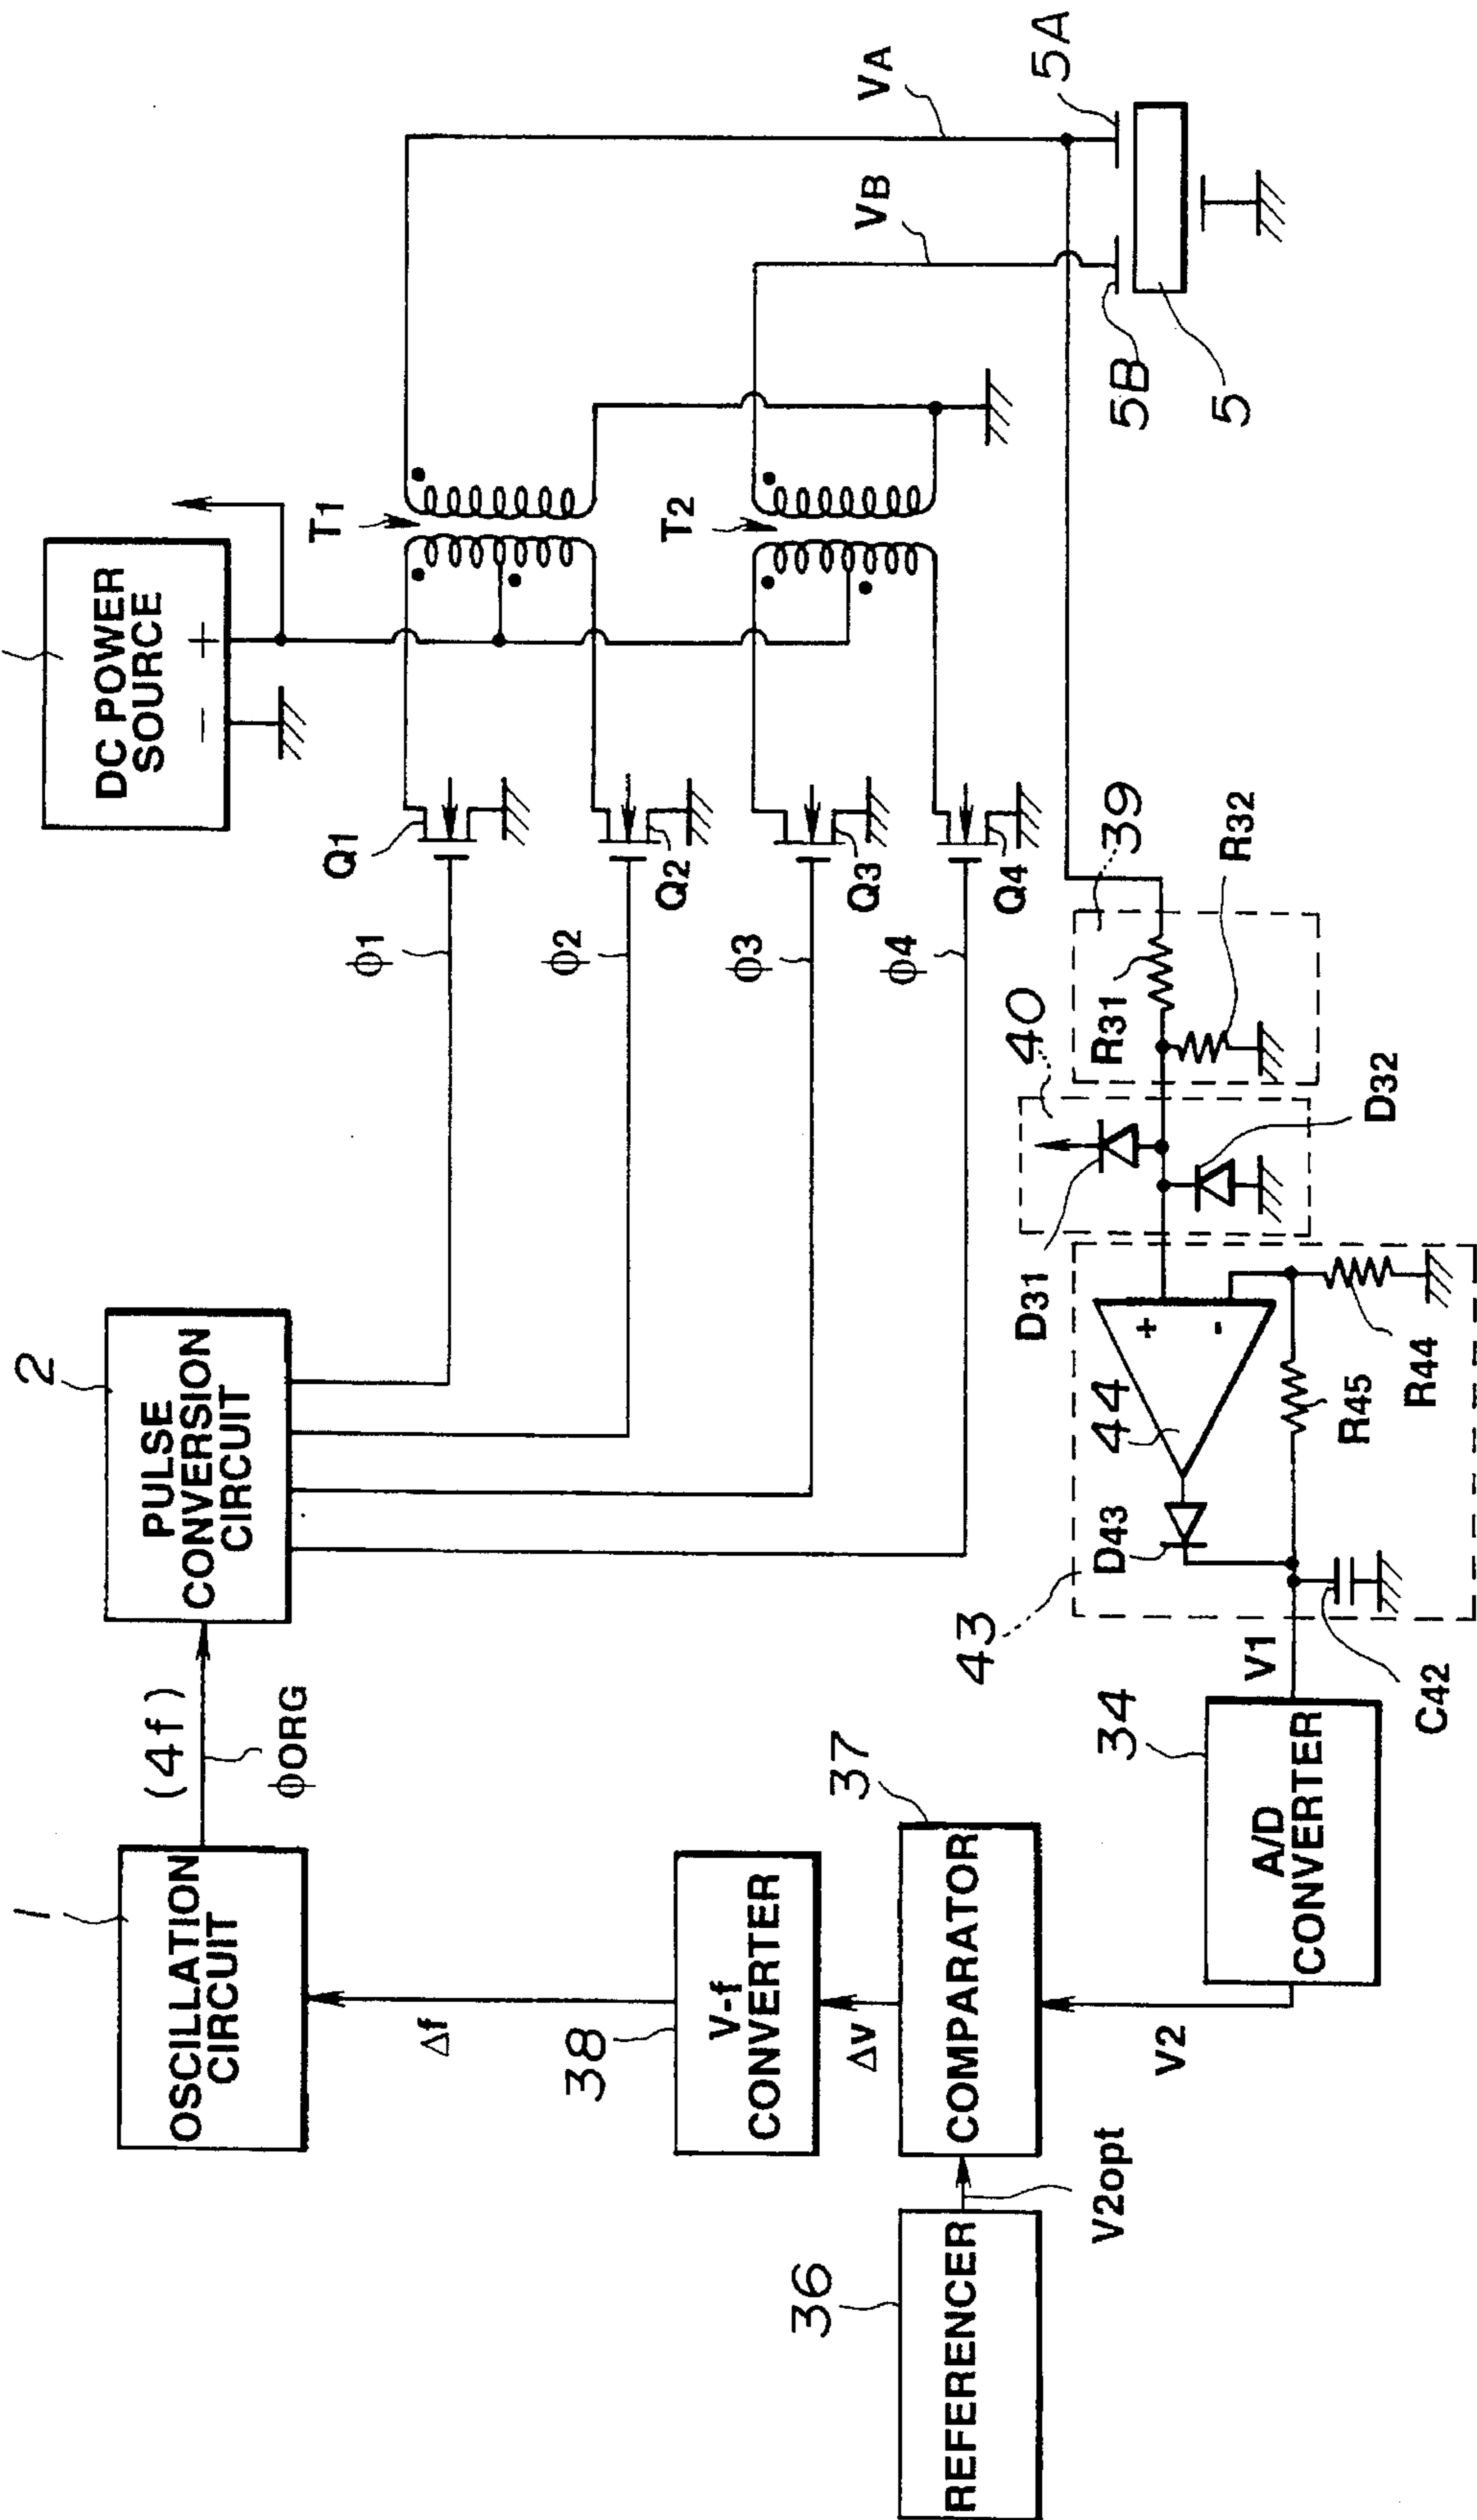 DC POWER
SOURCE
−
+
T1
T2
VA
VB
5A
5B
5
Q1
Q2
Q3
Q4
φ1
φ2
φ3
φ4
2
PULSE
CONVERSION
CIRCUIT
(4f)
φORG
1
OSCILLATION
CIRCUIT
Δf
38
V-f
CONVERTER
Δv
37
COMPARATOR
36
REFERENCER
V2opt
V2
34
A/D
CONVERTER
V1
C42
43
D43
44
+
-
R45
R44
40
D31
D32
39
R31
R32